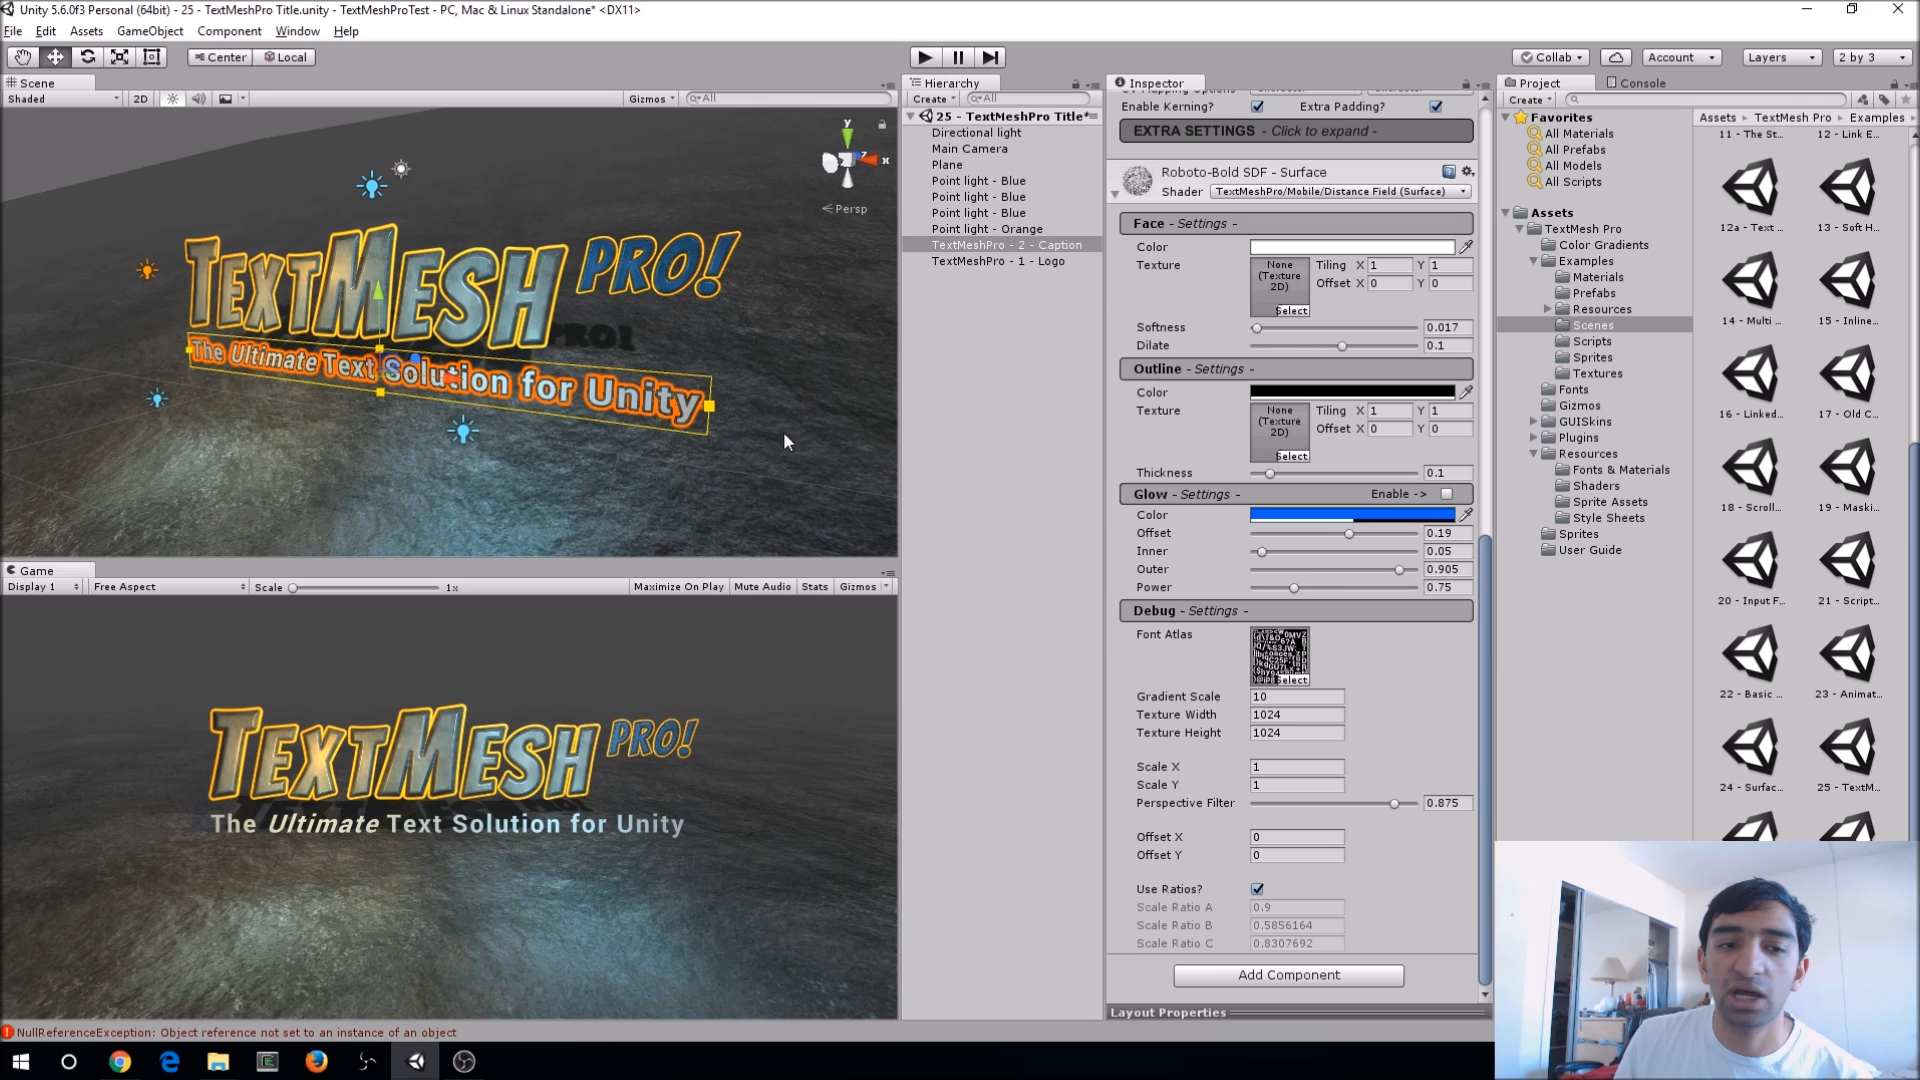 Unity 5.6.0f3 Personal (64bit) - 25 - TextMeshPro Title.unity - TextMeshProTest - PC, Mac & Linux Standalone* <DX11>
File Edit Assets GameObject Component Window Help
Center Local Collab Account Layers 2 by 3
Scene
Shaded 2D Gizmos All
y
x
Persp
TEXTMESH PRO!
The Ultimate Text Solution for Unity
Game
Display 1 Free Aspect Scale 1x Maximize On Play Mute Audio Stats Gizmos
TEXTMESH PRO!
The Ultimate Text Solution for Unity
NullReferenceException: Object reference not set to an instance of an object
Hierarchy
Create All
25 - TextMeshPro Title*
Directional light
Main Camera
Plane
Point light - Blue
Point light - Blue
Point light - Blue
Point light - Orange
TextMeshPro - 2 - Caption
TextMeshPro - 1 - Logo
Inspector
Enable Kerning? Extra Padding?
EXTRA SETTINGS - Click to expand -
Roboto-Bold SDF - Surface
Shader TextMeshPro/Mobile/Distance Field (Surface)
Face - Settings -
Color
Texture None (Texture 2D) Select Tiling X 1 Y 1
Offset X 0 Y 0
Softness 0.017
Dilate 0.1
Outline - Settings -
Color
Texture None (Texture 2D) Select Tiling X 1 Y 1
Offset X 0 Y 0
Thickness 0.1
Glow - Settings - Enable ->
Color
Offset 0.19
Inner 0.05
Outer 0.905
Power 0.75
Debug - Settings -
Font Atlas Select
Gradient Scale 10
Texture Width 1024
Texture Height 1024
Scale X 1
Scale Y 1
Perspective Filter 0.875
Offset X 0
Offset Y 0
Use Ratios?
Scale Ratio A 0.9
Scale Ratio B 0.5856164
Scale Ratio C 0.8307692
Add Component
Layout Properties
Project Console
Create
Favorites
All Materials
All Prefabs
All Models
All Scripts
Assets
TextMesh Pro
Color Gradients
Examples
Materials
Prefabs
Resources
Scenes
Scripts
Sprites
Textures
Fonts
Gizmos
GUISkins
Plugins
Resources
Fonts & Materials
Shaders
Sprite Assets
Style Sheets
Sprites
User Guide
Assets TextMesh Pro Examples
11 - The St... 12 - Link E...
12a - Text ... 13 - Soft H...
14 - Multi ... 15 - Inline...
16 - Linked... 17 - Old C...
18 - Scroll... 19 - Maski...
20 - Input F... 21 - Script...
22 - Basic ... 23 - Animat...
24 - Surfac... 25 - TextM...